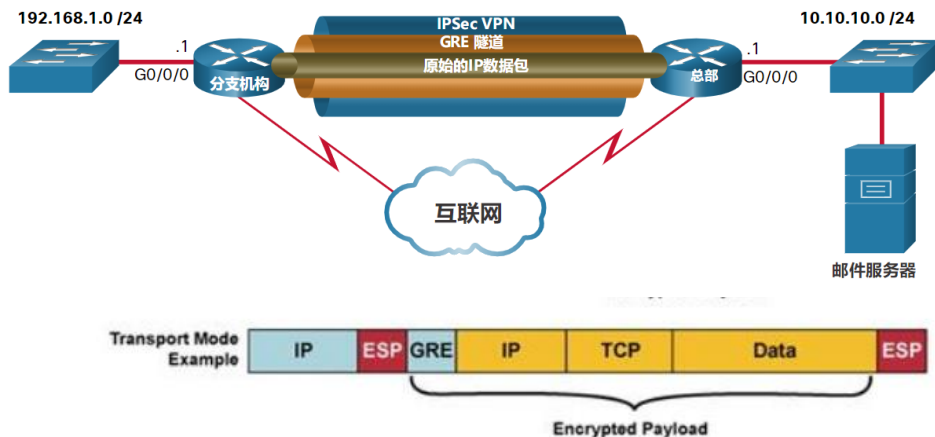 192.168.1.0 /24
IPSec VPN
10.10.10.0 /24
GRE 隧道
.1
原始的IP数据包
.1
G0/0/0
分支机构
总部
G0/0/0
互联网
邮件服务器
Transport Mode
Example
IP
ESP
GRE
IP
TCP
Data
ESP
Encrypted Payload